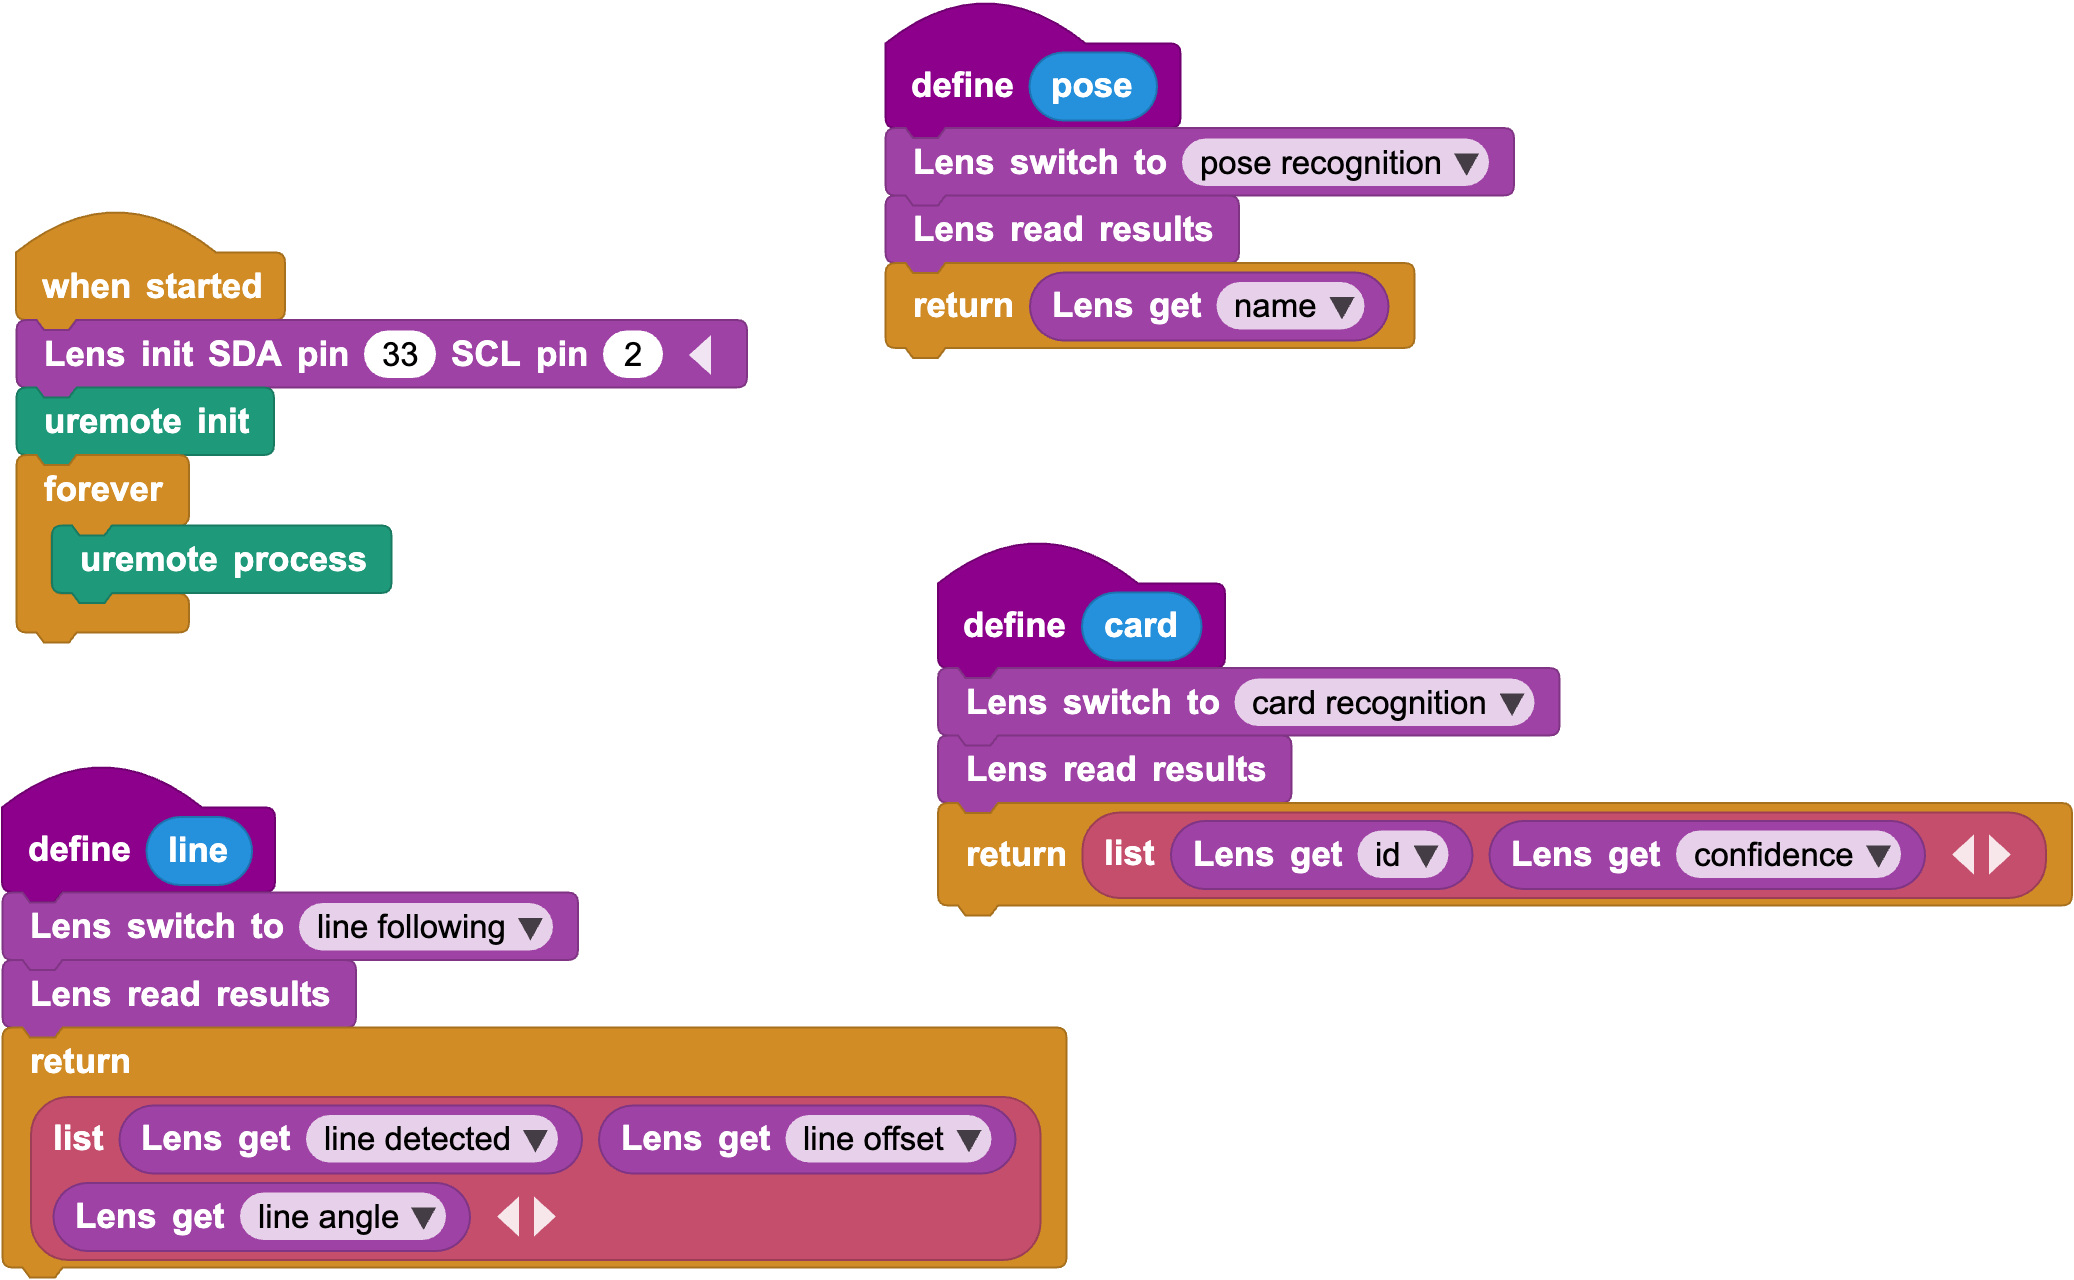 when started
Lens init SDA pin 33 SCL pin 2
uremote init
forever
uremote process
define pose
Lens switch to pose recognition
Lens read results
return Lens get name
define card
Lens switch to card recognition
Lens read results
return list Lens get id Lens get confidence
define line
Lens switch to line following
Lens read results
return
list Lens get line detected Lens get line offset
Lens get line angle